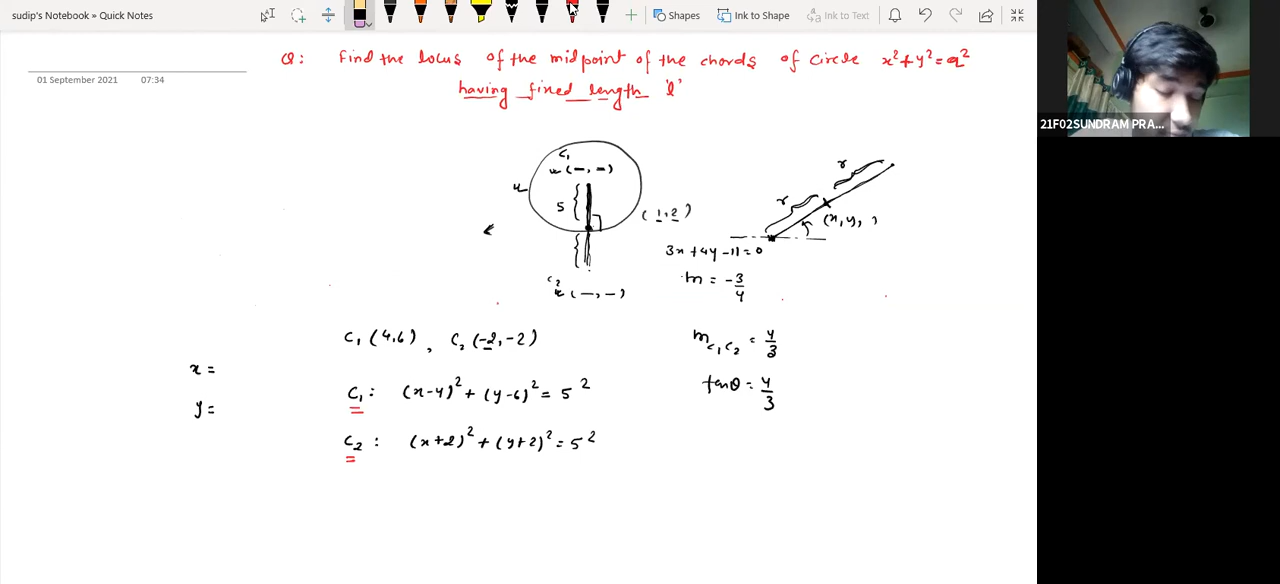 sudip's Notebook » Quick Notes
Shapes
Ink to Shape
Ink to Text
Q: Find the locus of the midpoint of the chords of circle x²+y²=a²
having fixed length 'l'
01 September 2021 07:34
21F02SUNDRAM PRA...
C₁
(-,-)
r
5
(1,2)
r
(x,y,
3x+4y-11=0
C₂
(-,-)
m = -3/4
C₁(4,6), C₂(-2,-2)
m_C₁C₂ = 4/3
x=
C₁: (x-4)²+(y-6)²=5²
tanθ=4/3
y=
C₂: (x+2)²+(y+2)²=5²